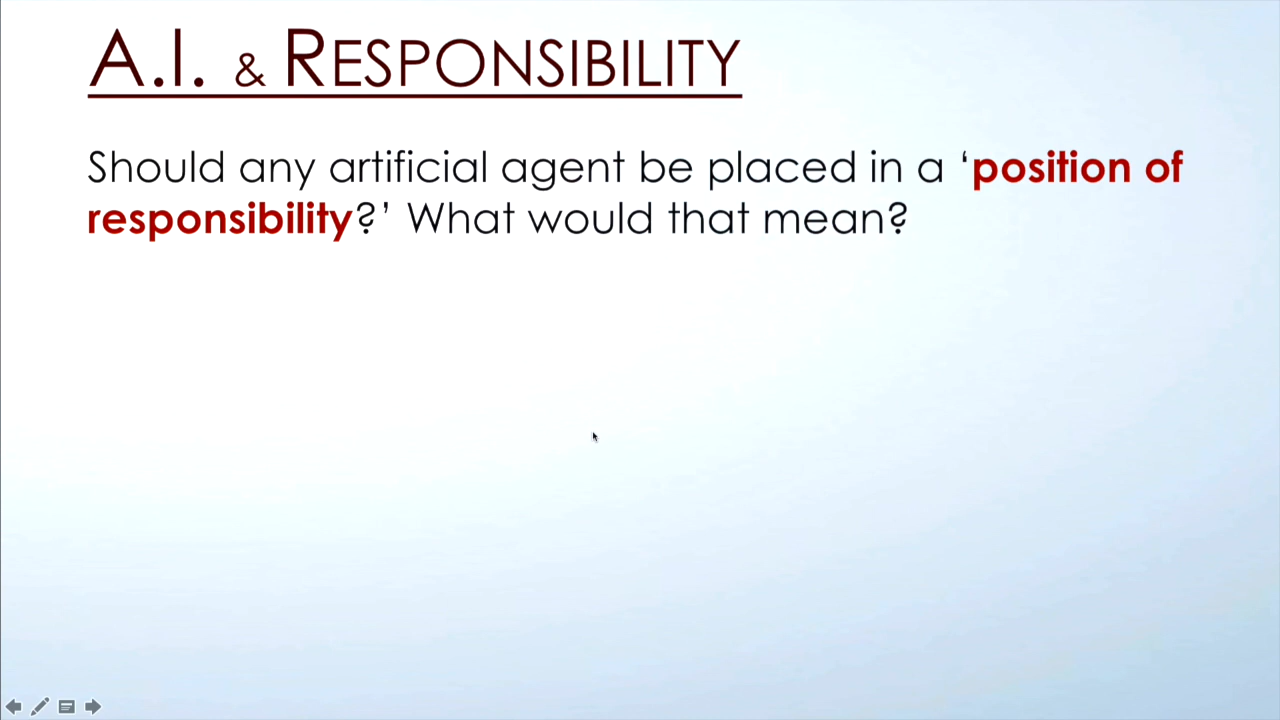 A.I. & RESPONSIBILITY
Should any artificial agent be placed in a ‘position of
responsibility?’ What would that mean?